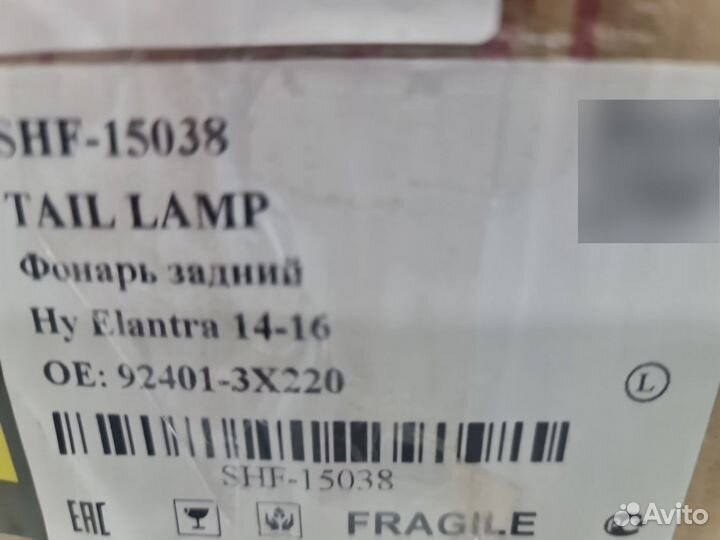 SHF-15038
TAIL LAMP
Фонарь задний
Hy Elantra 14-16
OE: 92401-3X220
L
SHF-15038
EAC
FRAGILE
Avito